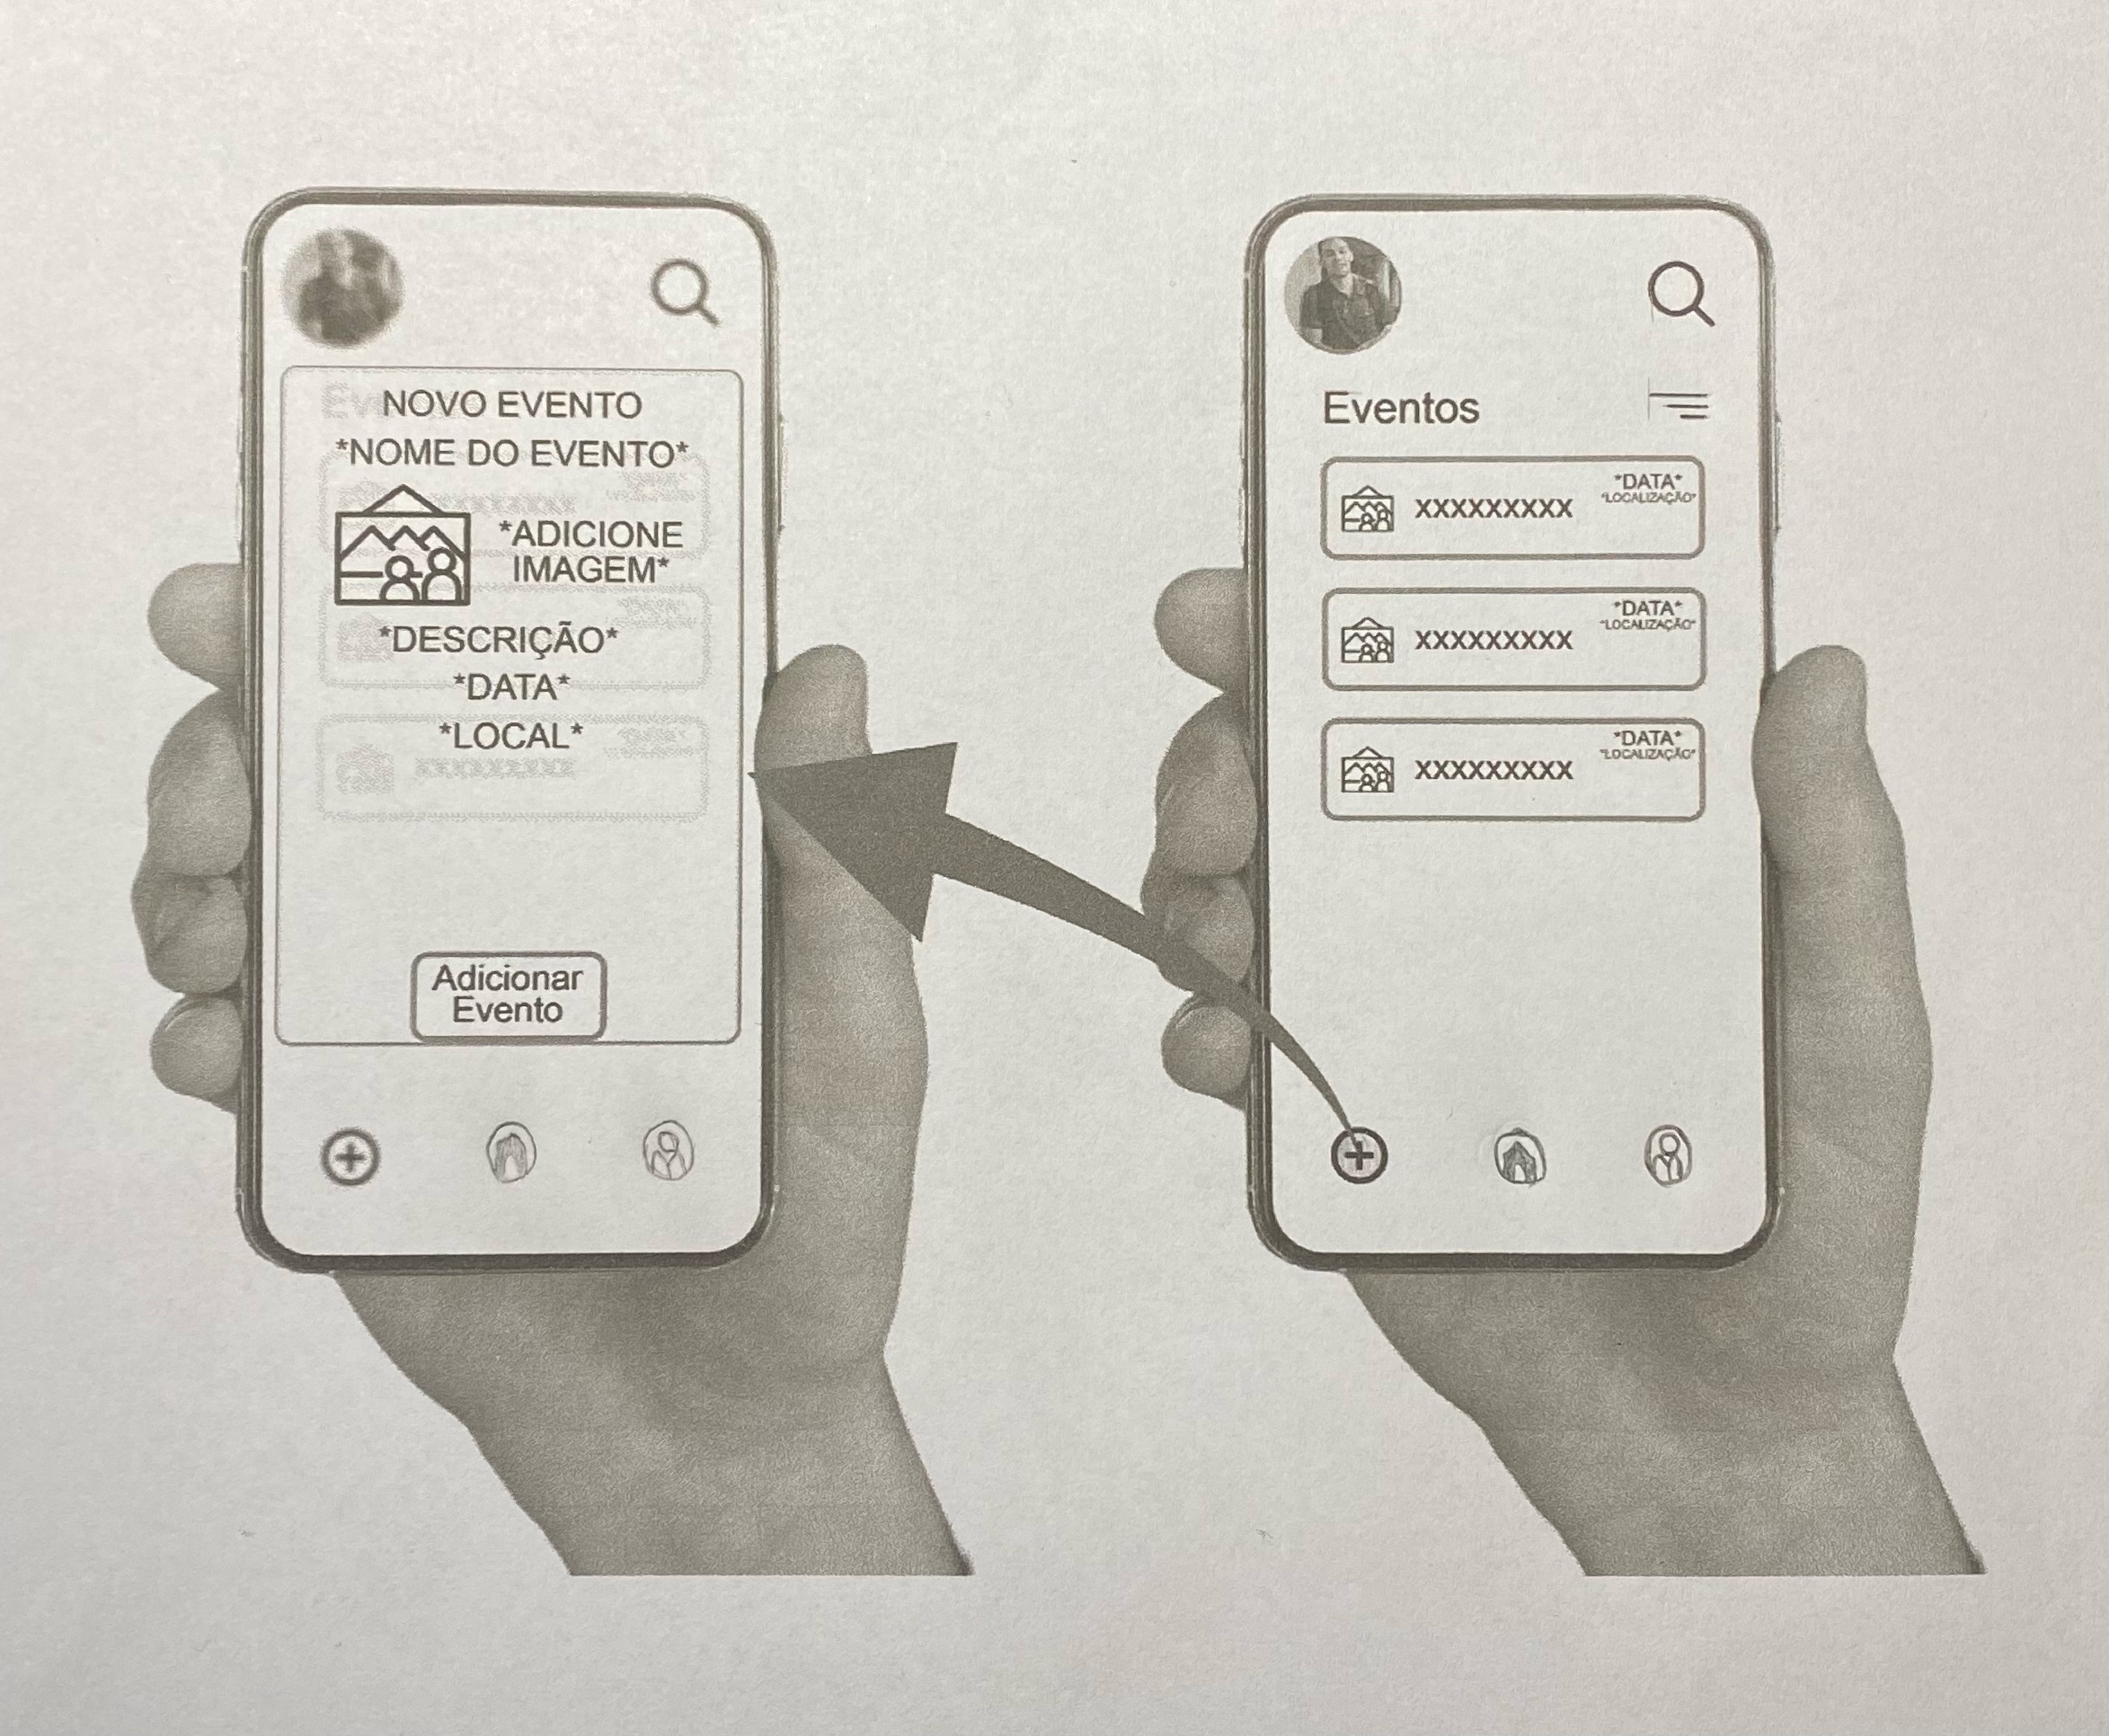 NOVO EVENTO
*NOME DO EVENTO*
*ADICIONE
IMAGEM*
*DESCRIÇÃO*
*DATA*
*LOCAL*
Adicionar
Evento
Eventos
XXXXXXXXX
*DATA*
*LOCALIZAÇÃO*
XXXXXXXXX
*DATA*
*LOCALIZAÇÃO*
XXXXXXXXX
*DATA*
*LOCALIZAÇÃO*